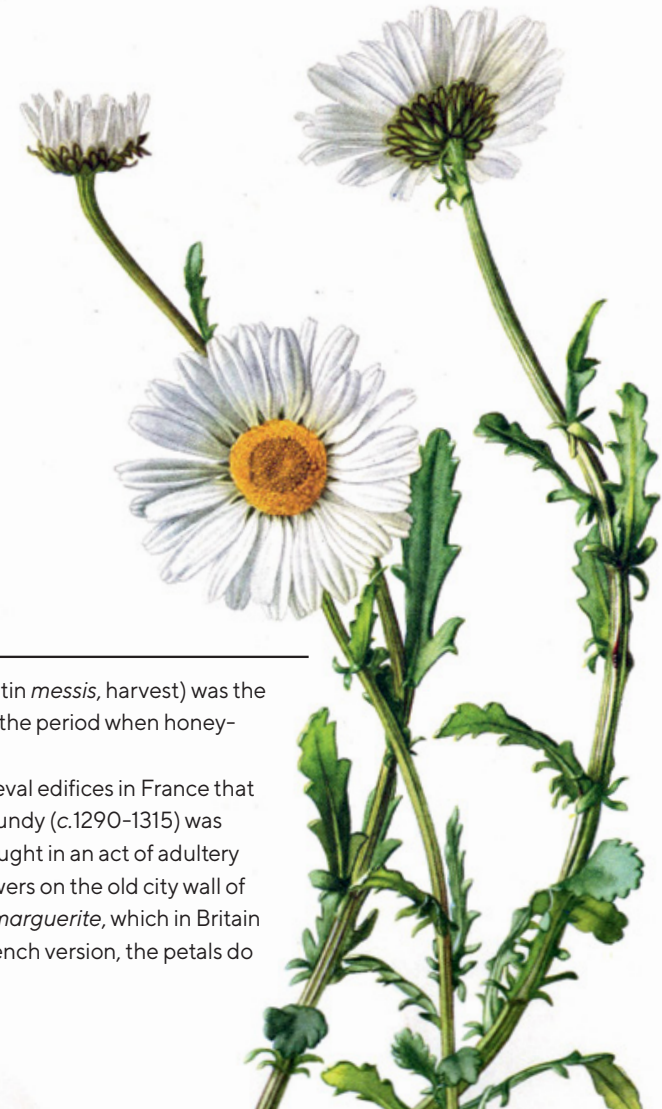 tin messis, harvest) was the
the period when honey-
eval edifices in France that
undy (c.1290-1315) was
ught in an act of adultery
wers on the old city wall of
marguerite, which in Britain
ench version, the petals do